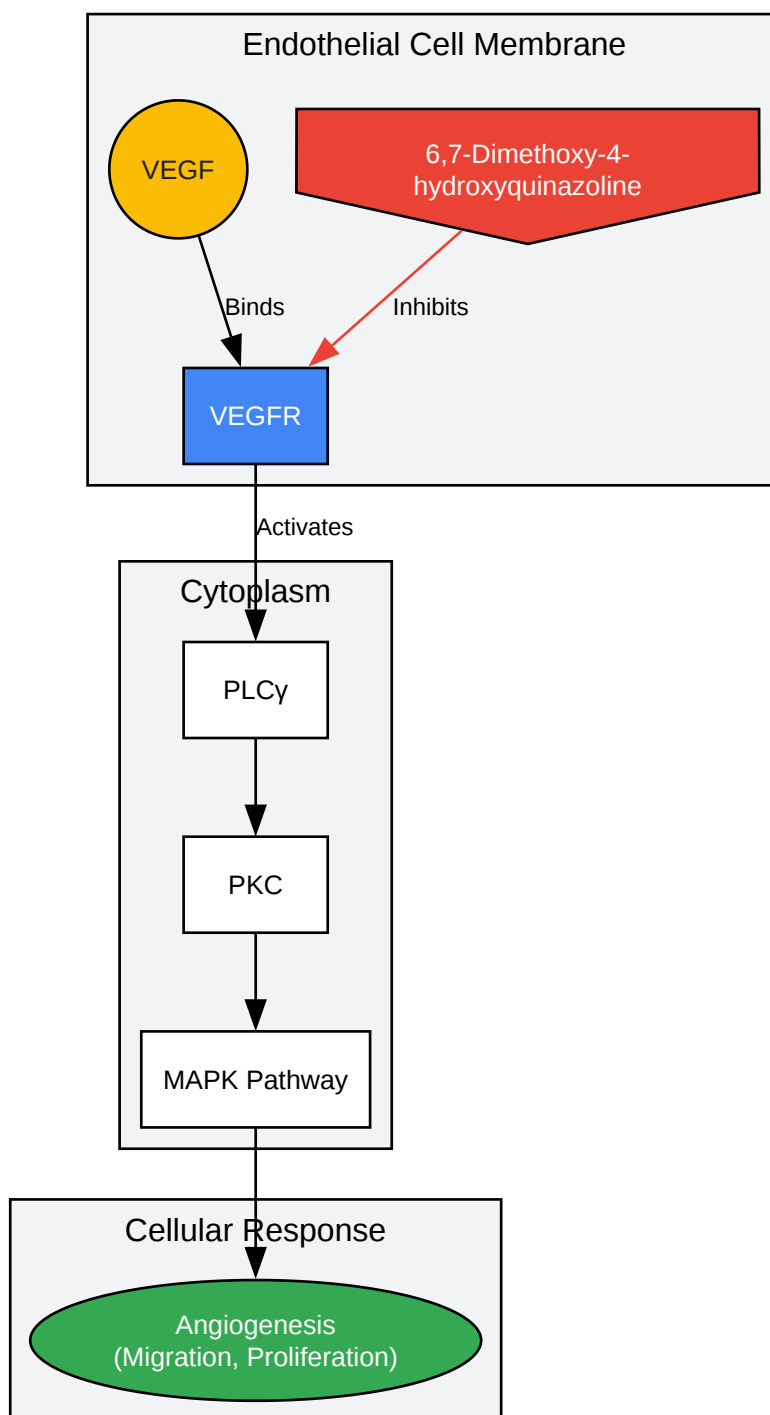 Endothelial Cell Membrane
VEGF
6,7-Dimethoxy-4-
hydroxyquinazoline
Binds
Inhibits
VEGFR
Activates
Cytoplasm
PLCγ
PKC
MAPK Pathway
Cellular Response
Angiogenesis
(Migration, Proliferation)